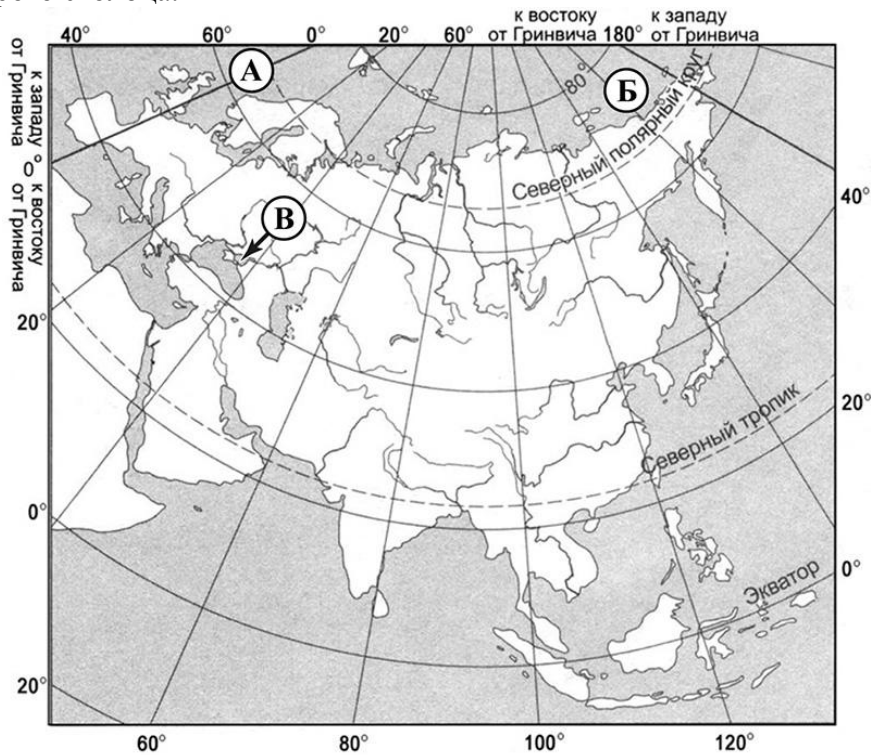 к востоку к западу
40° 60° 0° 20° 40° 60° от Гринвича 180° от Гринвича
к западу
от Гринвича
А
Б
80°
Северный полярный круг
0°
к востоку
от Гринвича
В
40°
20°
20°
Северный тропик
0°
Экватор
0°
20°
60° 80° 100° 120°